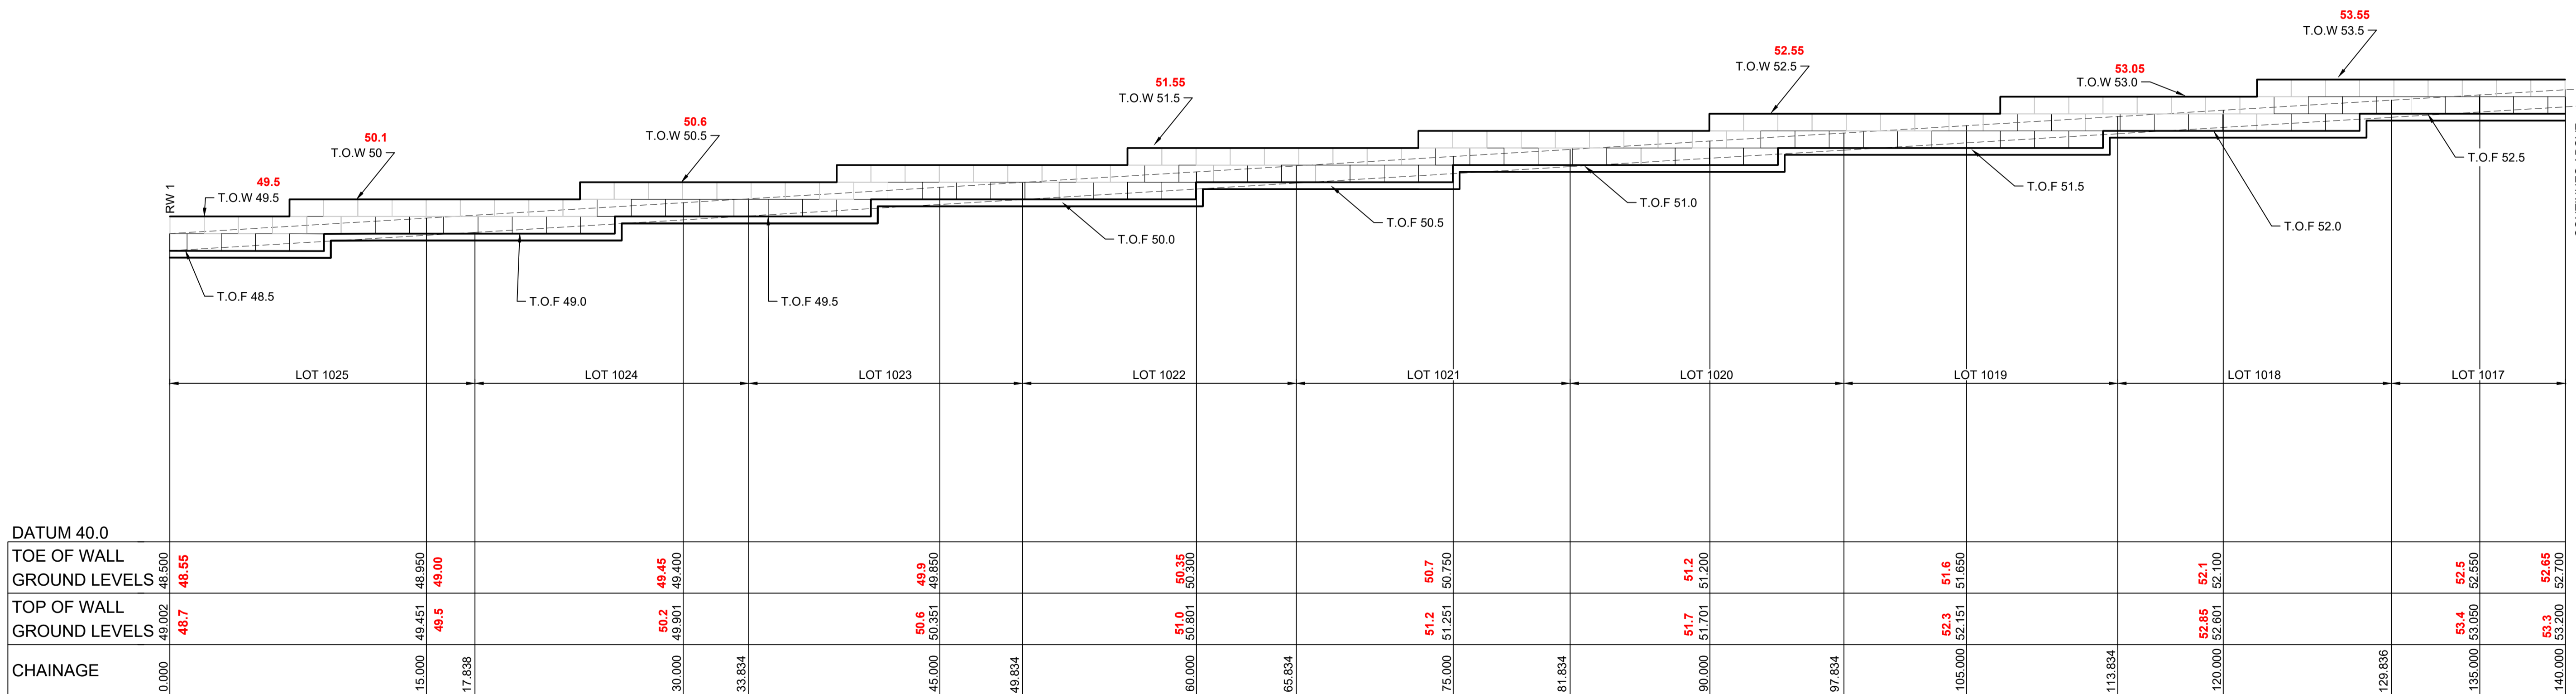 53.55
T.O.W 53.5
52.55
T.O.W 52.5
53.05
T.O.W 53.0
51.55
T.O.W 51.5
50.6
T.O.W 50.5
50.1
T.O.W 50
49.5
T.O.W 49.5
RW 1
T.O.F 48.5
T.O.F 49.0
T.O.F 49.5
T.O.F 50.0
T.O.F 50.5
T.O.F 51.0
T.O.F 51.5
T.O.F 52.0
T.O.F 52.5
LOT 1025 LOT 1024 LOT 1023 LOT 1022 LOT 1021 LOT 1020 LOT 1019 LOT 1018 LOT 1017
DATUM 40.0
TOE OF WALL
GROUND LEVELS
48.500 48.55 48.950 49.00 49.45 49.400 49.9 49.850 50.35 50.300 50.7 50.750 51.2 51.200 51.6 51.650 52.1 52.100 52.5 52.550 52.65 52.700
TOP OF WALL
GROUND LEVELS
49.002 48.7 49.451 49.5 50.2 49.901 50.6 50.351 51.0 50.801 51.2 51.251 51.7 51.701 52.3 52.151 52.85 52.601 53.4 53.050 53.3 53.200
CHAINAGE
0.000 15.000 17.838 30.000 33.834 45.000 49.834 60.000 65.834 75.000 81.834 90.000 97.834 105.000 113.834 120.000 129.836 135.000 140.000